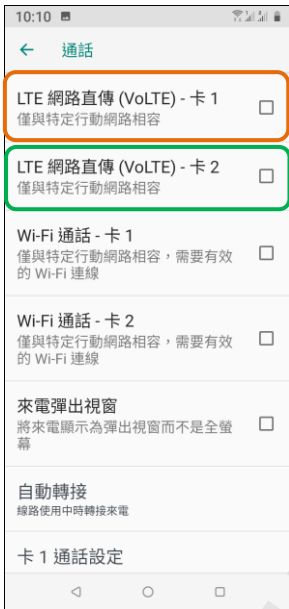 10:10
通話
LTE 網路直傳 (VoLTE) - 卡 1
僅與特定行動網路相容
LTE 網路直傳 (VoLTE) - 卡 2
僅與特定行動網路相容
Wi-Fi 通話 - 卡 1
僅與特定行動網路相容，需要有效
的 Wi-Fi 連線
Wi-Fi 通話 - 卡 2
僅與特定行動網路相容，需要有效
的 Wi-Fi 連線
來電彈出視窗
將來電顯示為彈出視窗而不是全螢
幕
自動轉接
線路使用中時轉接來電
卡 1 通話設定